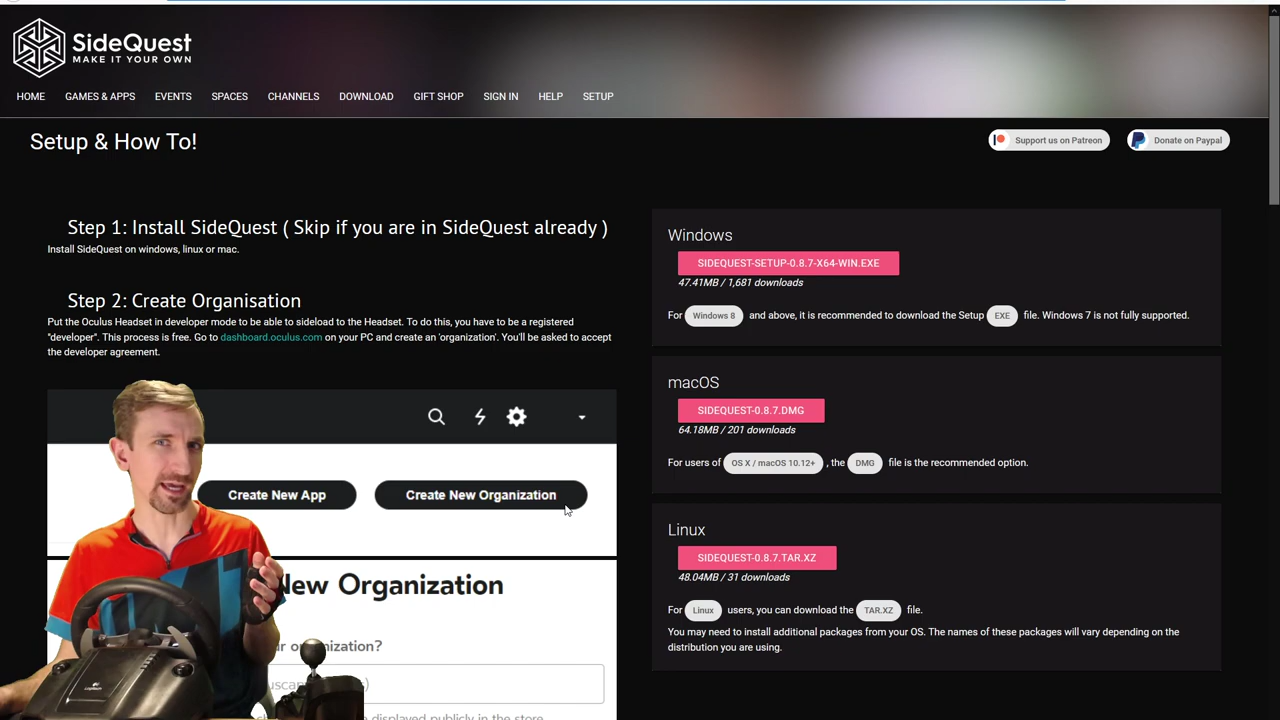 SideQuest
MAKE IT YOUR OWN
HOME GAMES & APPS EVENTS SPACES CHANNELS DOWNLOAD GIFT SHOP SIGN IN HELP SETUP
Setup & How To!
Support us on Patreon
Donate on Paypal
Step 1: Install SideQuest ( Skip if you are in SideQuest already )
Install SideQuest on windows, linux or mac.
Step 2: Create Organisation
Put the Oculus Headset in developer mode to be able to sideload to the Headset. To do this, you have to be a registered
"developer". This process is free. Go to dashboard.oculus.com on your PC and create an 'organization'. You'll be asked to accept
the developer agreement.
Create New App
Create New Organization
New Organization
organization?
displayed publicly in the store
Logitech
Windows
SIDEQUEST-SETUP-0.8.7-X64-WIN.EXE
47.41MB / 1,681 downloads
For Windows 8 and above, it is recommended to download the Setup EXE file. Windows 7 is not fully supported.
macOS
SIDEQUEST-0.8.7.DMG
64.18MB / 201 downloads
For users of OS X / macOS 10.12+ , the DMG file is the recommended option.
Linux
SIDEQUEST-0.8.7.TAR.XZ
48.04MB / 31 downloads
For Linux users, you can download the TAR.XZ file.
You may need to install additional packages from your OS. The names of these packages will vary depending on the
distribution you are using.